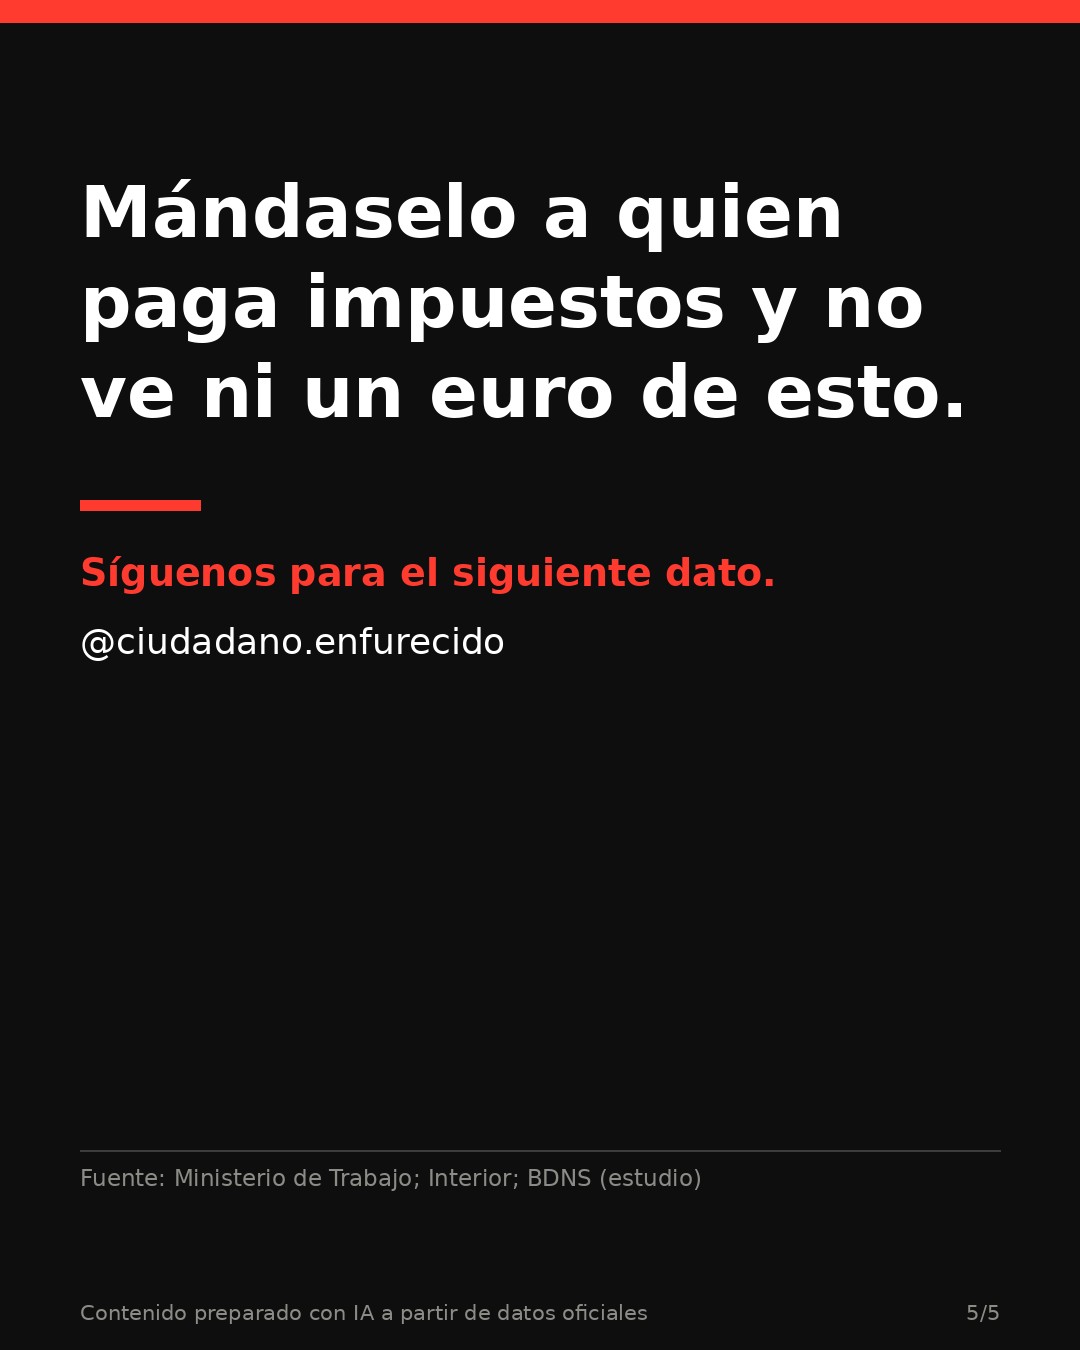 Mándaselo a quien
paga impuestos y no
ve ni un euro de esto.
Síguenos para el siguiente dato.
@ciudadano.enfurecido
Fuente: Ministerio de Trabajo; Interior; BDNS (estudio)
Contenido preparado con IA a partir de datos oficiales
5/5